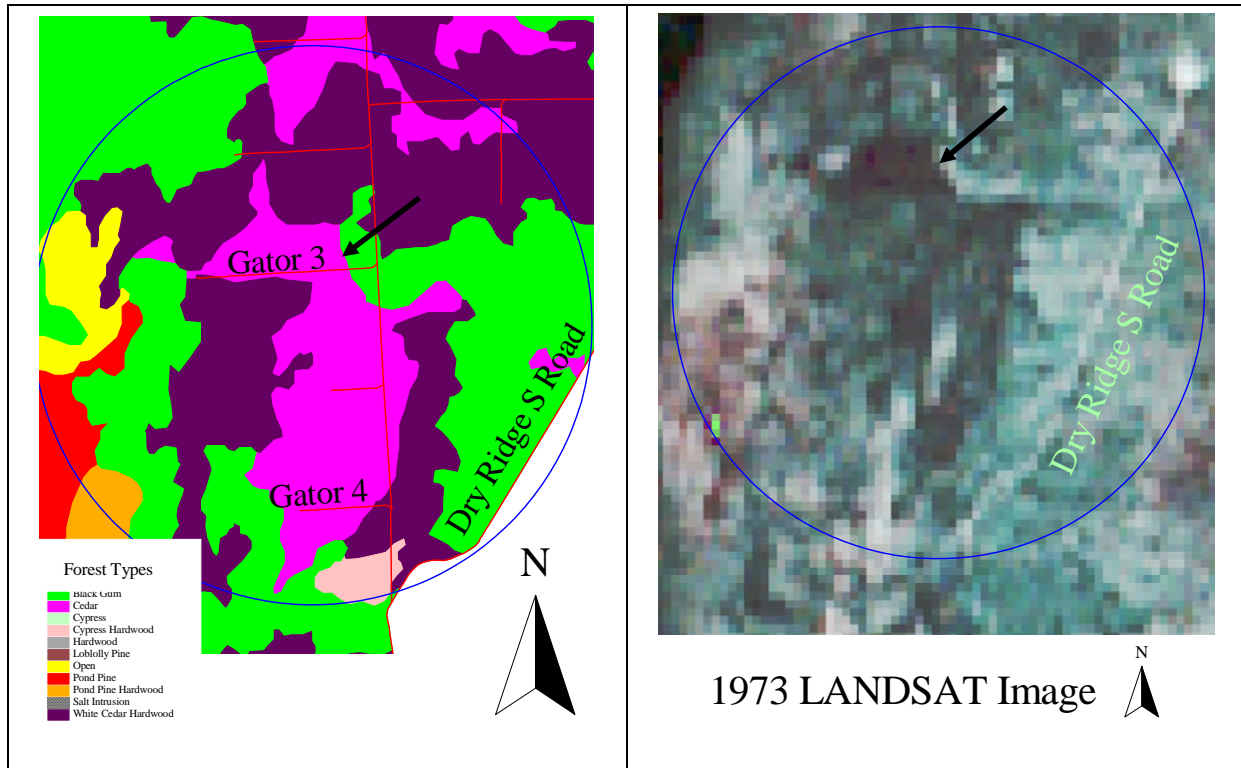 Gator 3
Gator 4
Dry Ridge S Road
Forest Types
Black Gum
Cedar
Cypress
Cypress Hardwood
Hardwood
Loblolly Pine
Open
Pond Pine
Pond Pine Hardwood
Salt Intrusion
White Cedar Hardwood
N
Dry Ridge S Road
1973 LANDSAT Image
N